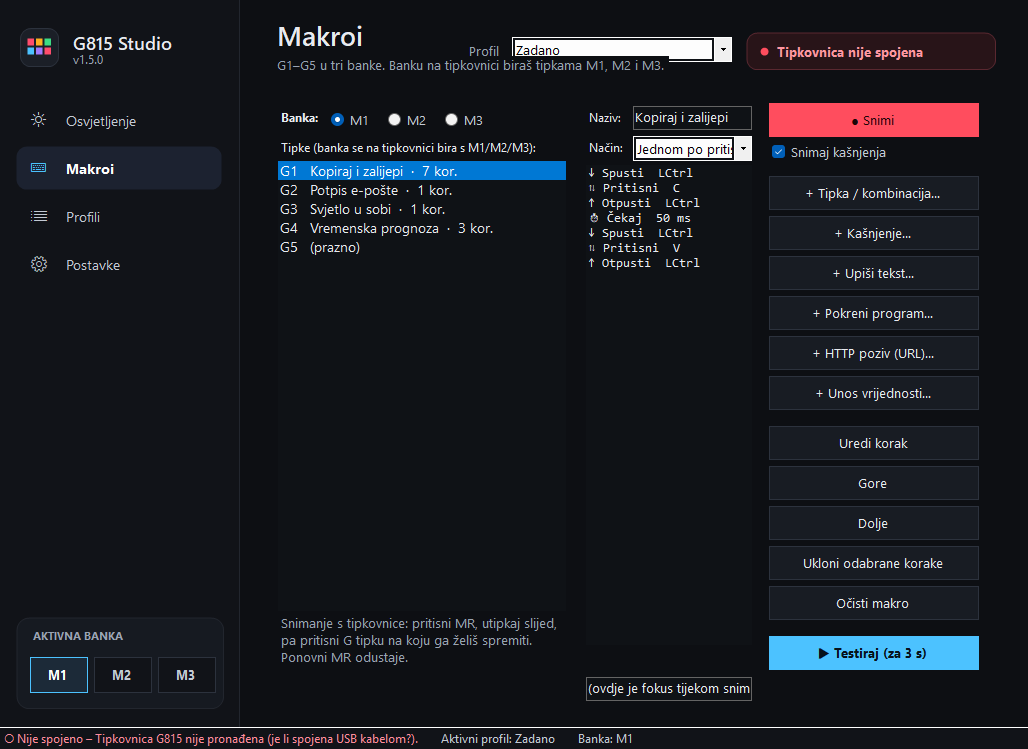 G815 Studio
v1.5.0
Osvjetljenje
Makroi
Profili
Postavke
AKTIVNA BANKA
M1 M2 M3
Makroi
Profil Zadano
G1–G5 u tri banke. Banku na tipkovnici biraš tipkama M1, M2 i M3.
● Tipkovnica nije spojena
Banka: M1 M2 M3
Tipke (banka se na tipkovnici bira s M1/M2/M3):
G1 Kopiraj i zalijepi · 7 kor.
G2 Potpis e-pošte · 1 kor.
G3 Svjetlo u sobi · 1 kor.
G4 Vremenska prognoza · 3 kor.
G5 (prazno)
Snimanje s tipkovnice: pritisni MR, utipkaj slijed,
pa pritisni G tipku na koju ga želiš spremiti.
Ponovni MR odustaje.
Naziv: Kopiraj i zalijepi
Način: Jednom po pritis
↓ Spusti LCtrl
⇅ Pritisni C
↑ Otpusti LCtrl
⏱ Čekaj 50 ms
↓ Spusti LCtrl
⇅ Pritisni V
↑ Otpusti LCtrl
(ovdje je fokus tijekom snim
● Snimi
Snimaj kašnjenja
+ Tipka / kombinacija...
+ Kašnjenje...
+ Upiši tekst...
+ Pokreni program...
+ HTTP poziv (URL)...
+ Unos vrijednosti...
Uredi korak
Gore
Dolje
Ukloni odabrane korake
Očisti makro
▶ Testiraj (za 3 s)
○ Nije spojeno – Tipkovnica G815 nije pronađena (je li spojena USB kabelom?). Aktivni profil: Zadano Banka: M1